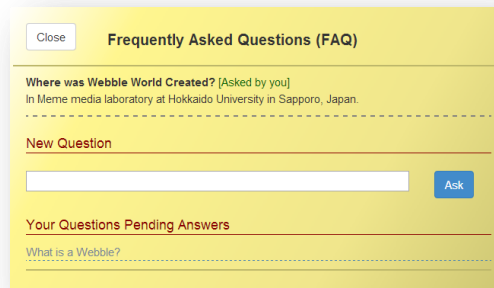 Close
Frequently Asked Questions (FAQ)
Where was Webble World Created? [Asked by you]
In Meme media laboratory at Hokkaido University in Sapporo, Japan.
New Question
Ask
Your Questions Pending Answers
What is a Webble?